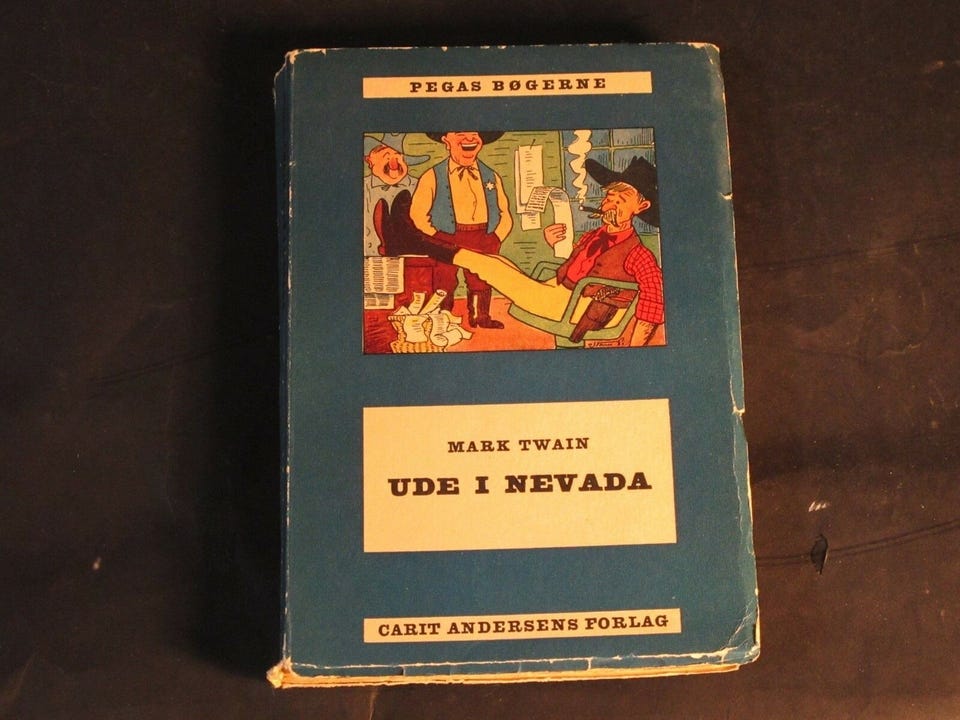 PEGAS BØGERNE
MARK TWAIN
UDE I NEVADA
CARIT ANDERSENS FORLAG